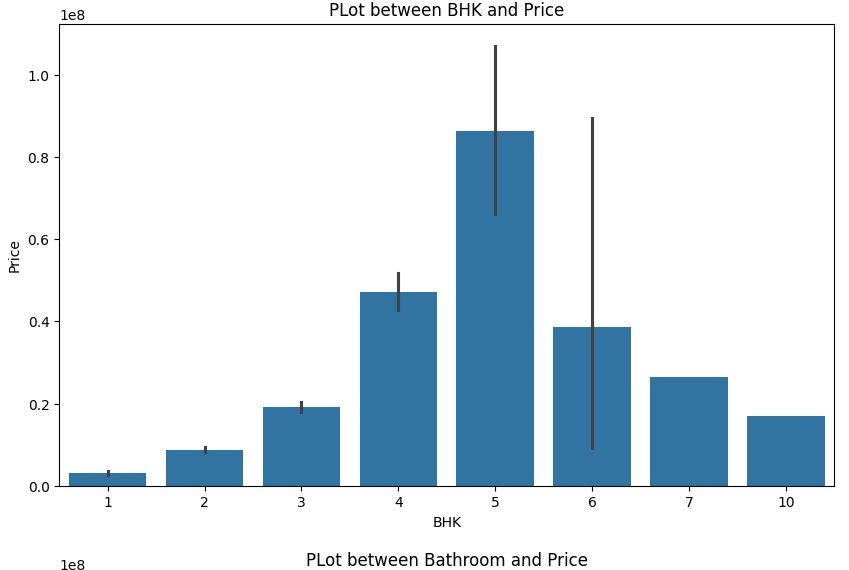 PLot between BHK and Price
1e8
1.0
0.8
0.6
0.4
0.2
0.0
Price
1 2 3 4 5 6 7 10
BHK
PLot between Bathroom and Price
1e8